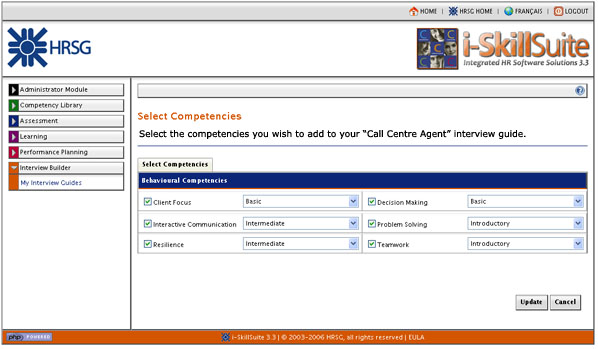 HOME | HRSG HOME | FRANÇAIS | LOGOUT
HRSG
i-SkillSuite
Integrated HR Software Solutions 3.3
Administrator Module
Competency Library
Assessment
Learning
Performance Planning
Interview Builder
My Interview Guides
?
Select Competencies
Select the competencies you wish to add to your “Call Centre Agent” interview guide.
Select Competencies
Behavioural Competencies
Client Focus Basic Decision Making Basic
Interactive Communication Intermediate Problem Solving Introductory
Resilience Intermediate Teamwork Introductory
Update Cancel
php POWERED i-SkillSuite 3.3 | © 2003-2006 HRSG, all rights reserved | EULA